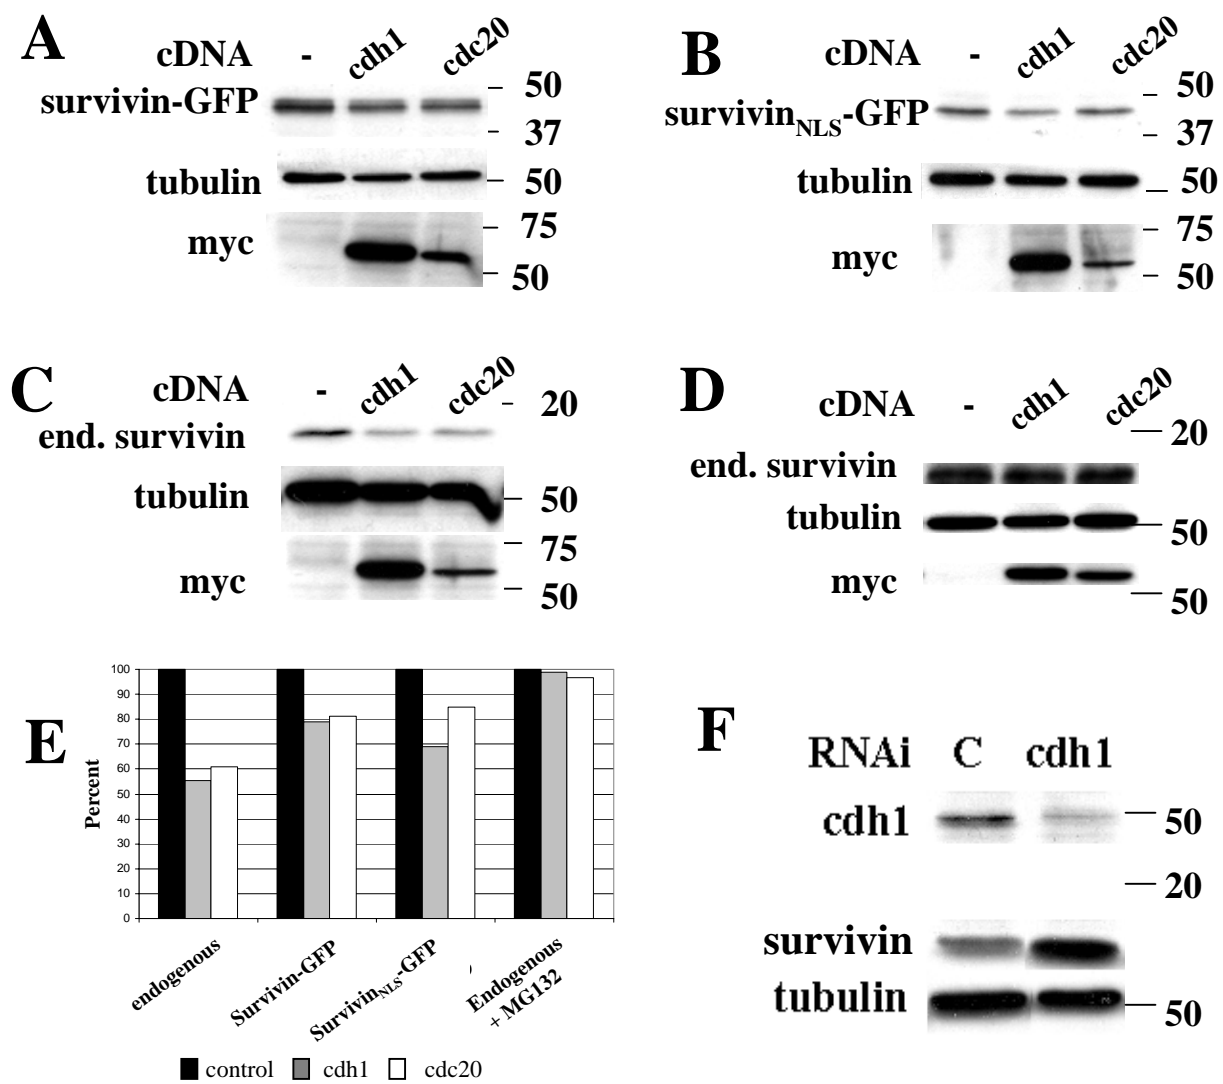 A
cDNA - cdh1 cdc20
survivin-GFP
50
37
tubulin
50
myc
75
50
B
cDNA - cdh1 cdc20
survivinNLS-GFP
50
37
tubulin
50
myc
75
50
C
cDNA - cdh1 cdc20
end. survivin
20
tubulin
50
myc
75
50
D
cDNA - cdh1 cdc20
end. survivin
20
tubulin
50
myc
50
E
Percent
100
90
80
70
60
50
40
30
20
10
0
endogenous
Survivin-GFP
SurvivinNLS-GFP
Endogenous
+ MG132
control cdh1 cdc20
F
RNAi C cdh1
cdh1
50
20
survivin
tubulin
50